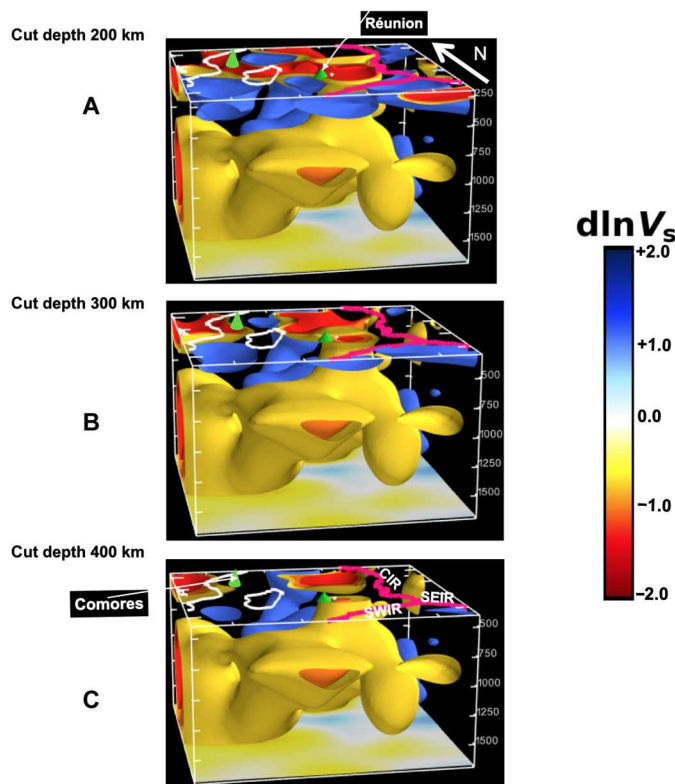 Réunion
Cut depth 200 km
N
A
250
500
750
1000
1250
1500
dlnVs
+2.0
+1.0
0.0
−1.0
−2.0
Cut depth 300 km
B
500
750
1000
1250
1500
Cut depth 400 km
Comores
CIR
SEIR
SWIR
C
500
750
1000
1250
1500